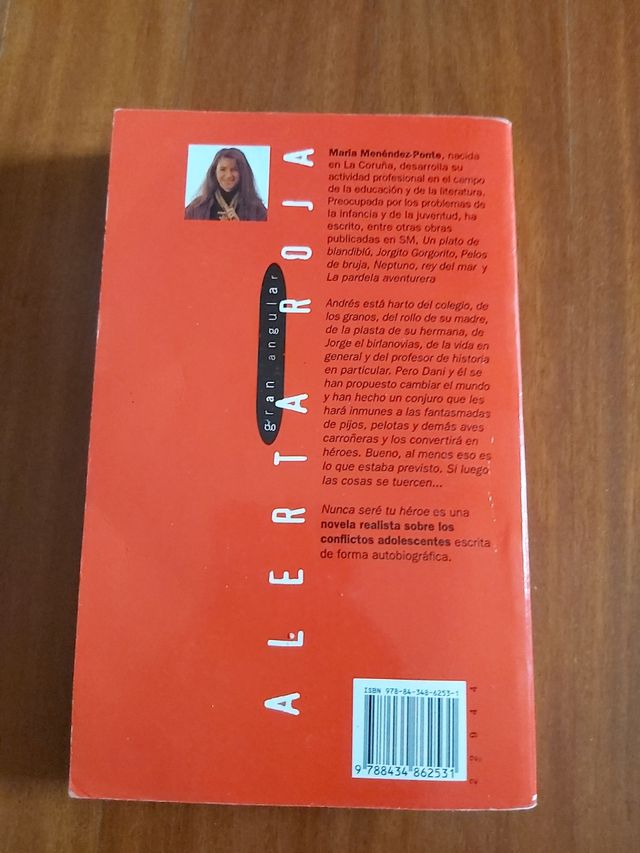 María Menéndez-Ponte, nacida
en La Coruña, desarrolla su
actividad profesional en el campo
de la educación y de la literatura.
Preocupada por los problemas de
la infancia y de la juventud, ha
escrito, entre otras obras
publicadas en SM, Un plato de
blandiblú, Jorgito Gorgorito, Pelos
de bruja, Neptuno, rey del mar y
La pardela aventurera
Andrés está harto del colegio, de
los granos, del rollo de su madre,
de la plasta de su hermana, de
Jorge el birlanovias, de la vida en
general y del profesor de historia
en particular. Pero Dani y él se
han propuesto cambiar el mundo
y han hecho un conjuro que les
hará inmunes a las fantasmadas
de pijos, pelotas y demás aves
carroñeras y los convertirá en
héroes. Bueno, al menos eso es
lo que estaba previsto. Si luego
las cosas se tuercen...
Nunca seré tu héroe es una
novela realista sobre los
conflictos adolescentes escrita
de forma autobiográfica.
gran angular
ALERTA ROJA
ISBN 978-84-348-6253-1
9 788434 862531
22944